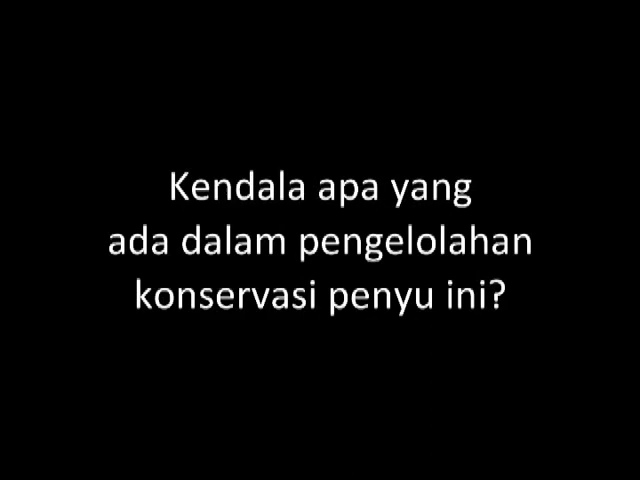 Kendala apa yang
ada dalam pengelolahan
konservasi penyu ini?